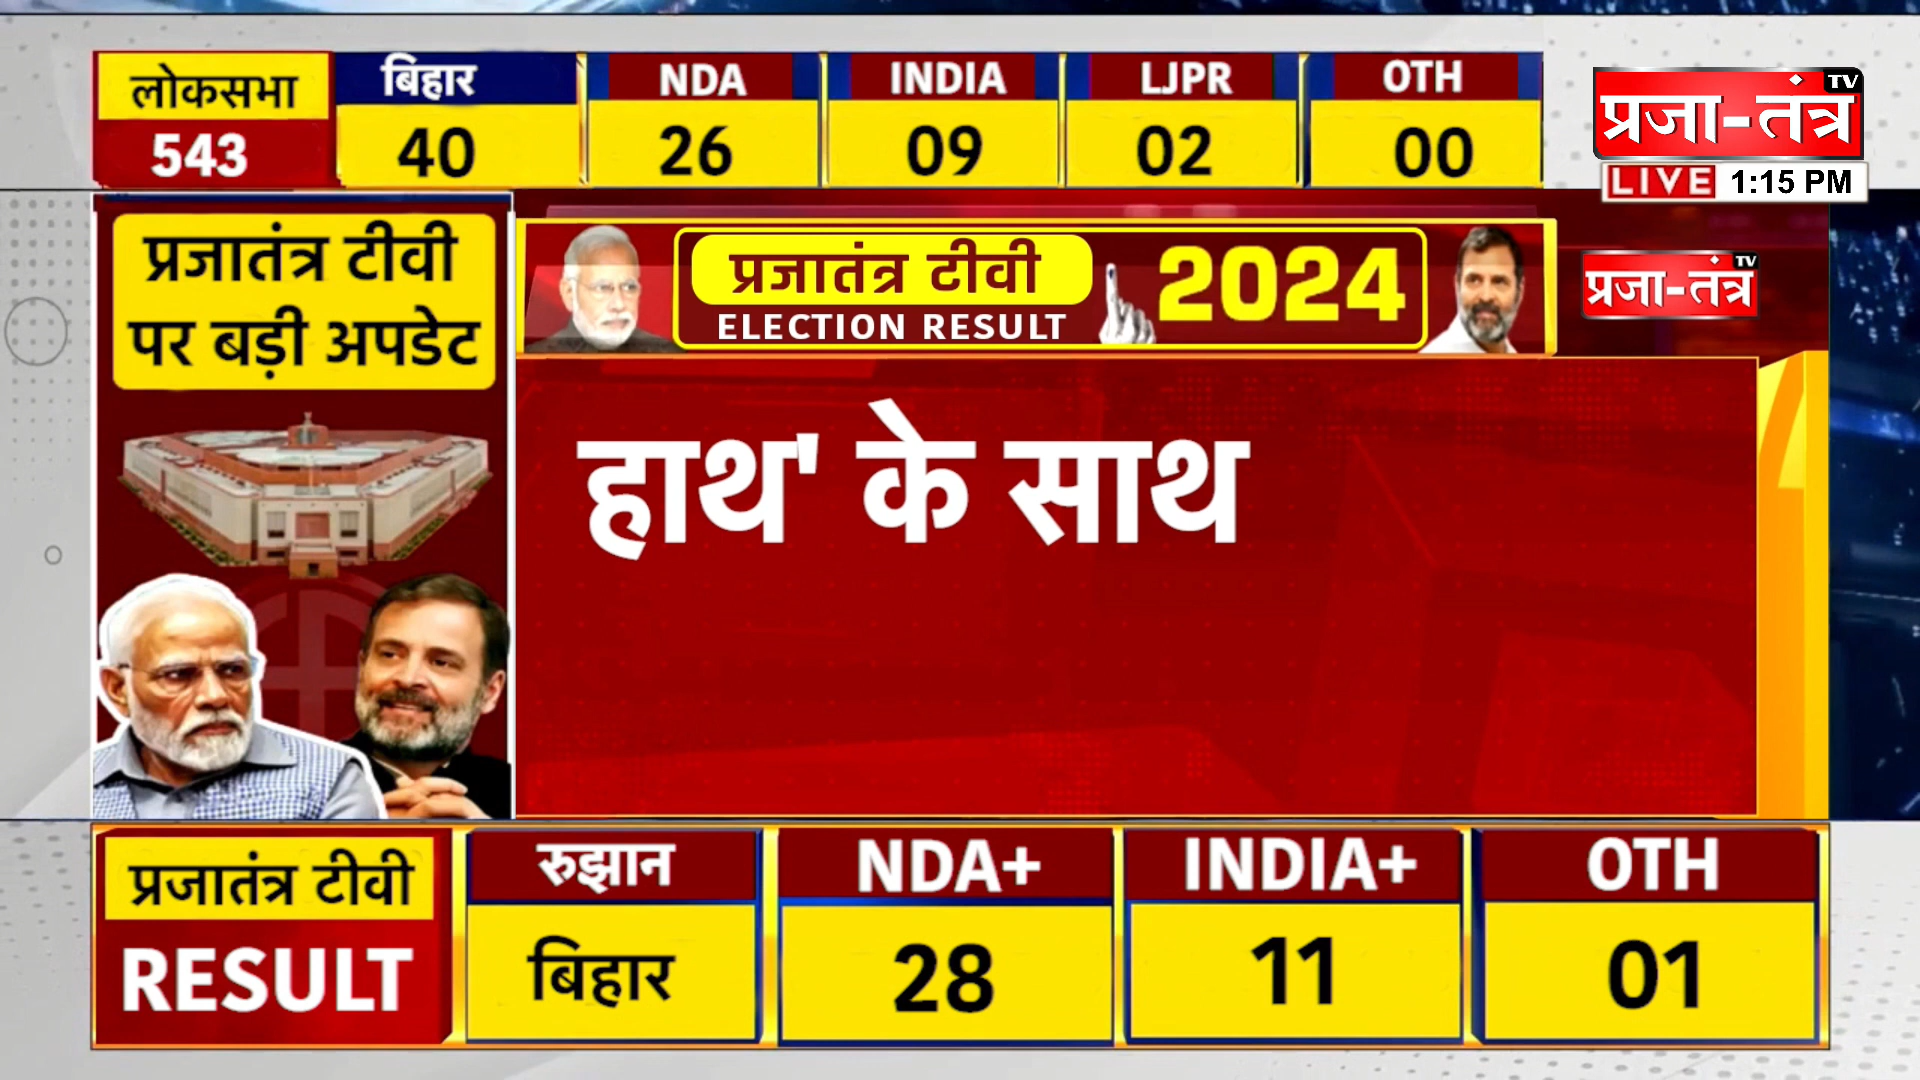 लोकसभा
543
बिहार
40
NDA
26
INDIA
09
LJPR
02
OTH
00
प्रजा-तंत्र TV
LIVE 1:15 PM
प्रजातंत्र टीवी
पर बड़ी अपडेट
प्रजातंत्र टीवी
ELECTION RESULT
2024
प्रजा-तंत्र TV
हाथ' के साथ
प्रजातंत्र टीवी
RESULT
रुझान
बिहार
NDA+
28
INDIA+
11
OTH
01